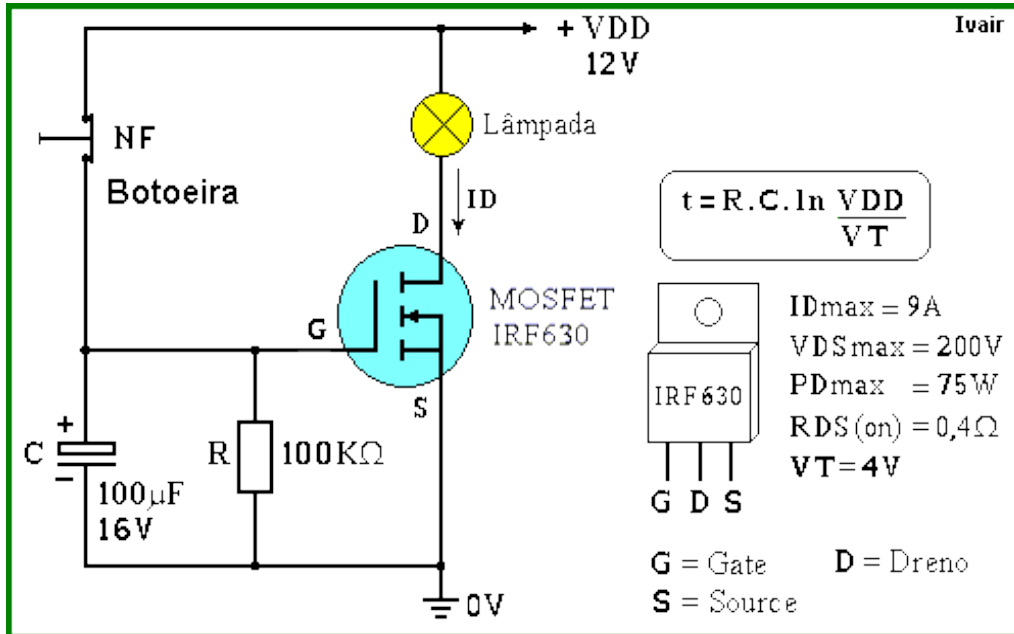 + VDD
12V
Ivair
NF
Botoeira
Lâmpada
ID
D
MOSFET
IRF630
G
S
+
C
-
100µF
16V
R
100KΩ
0V
t = R.C.ln VDD
VT
IRF630
G D S
IDmax = 9A
VDSmax = 200V
PDmax = 75W
RDS(on) = 0,4Ω
VT = 4V
G = Gate D = Dreno
S = Source